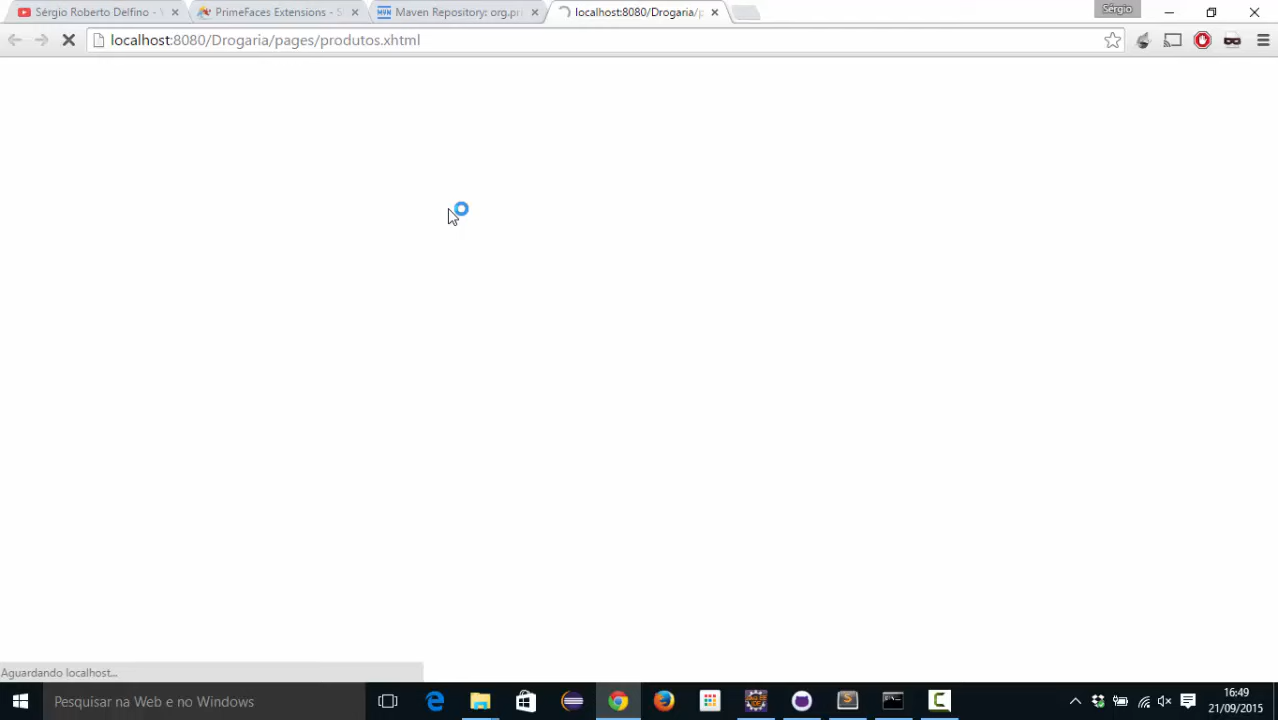 Sérgio Roberto Delfino -
PrimeFaces Extensions -
Maven Repository: org.pr
localhost:8080/Drogaria/p
Sérgio
localhost:8080/Drogaria/pages/produtos.xhtml
Aguardando localhost...
Pesquisar na Web e no Windows
16:49
21/09/2015